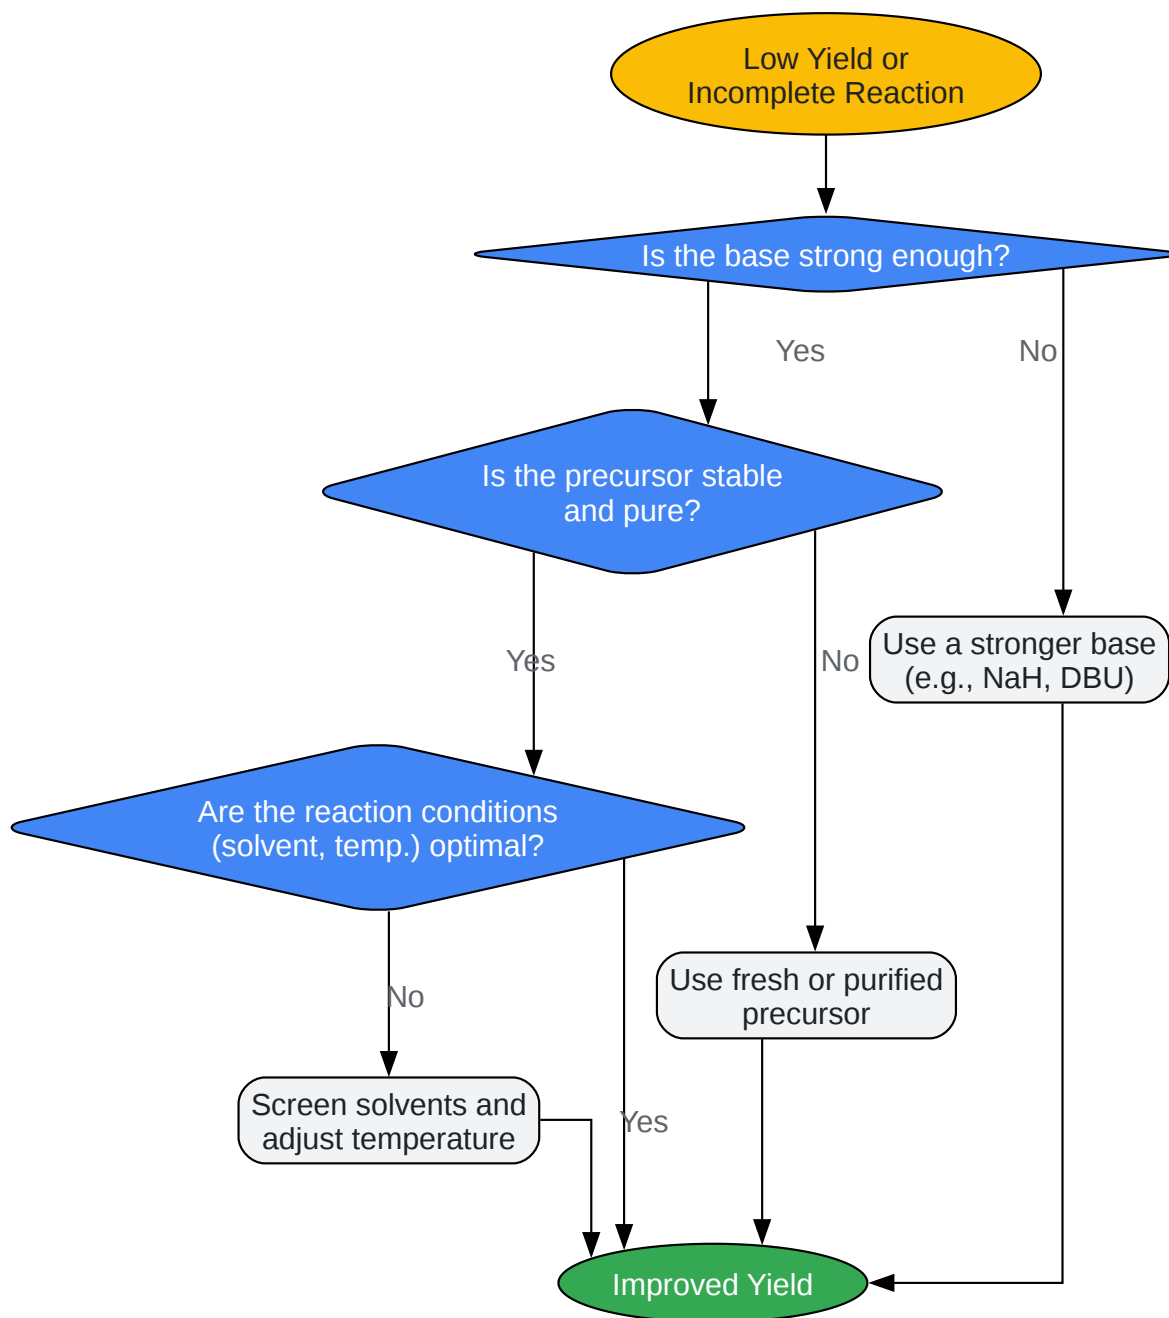 Low Yield or
Incomplete Reaction
Is the base strong enough?
Yes
No
Is the precursor stable
and pure?
Yes
No
Use a stronger base
(e.g., NaH, DBU)
Are the reaction conditions
(solvent, temp.) optimal?
No
Use fresh or purified
precursor
Screen solvents and
adjust temperature
Yes
Improved Yield